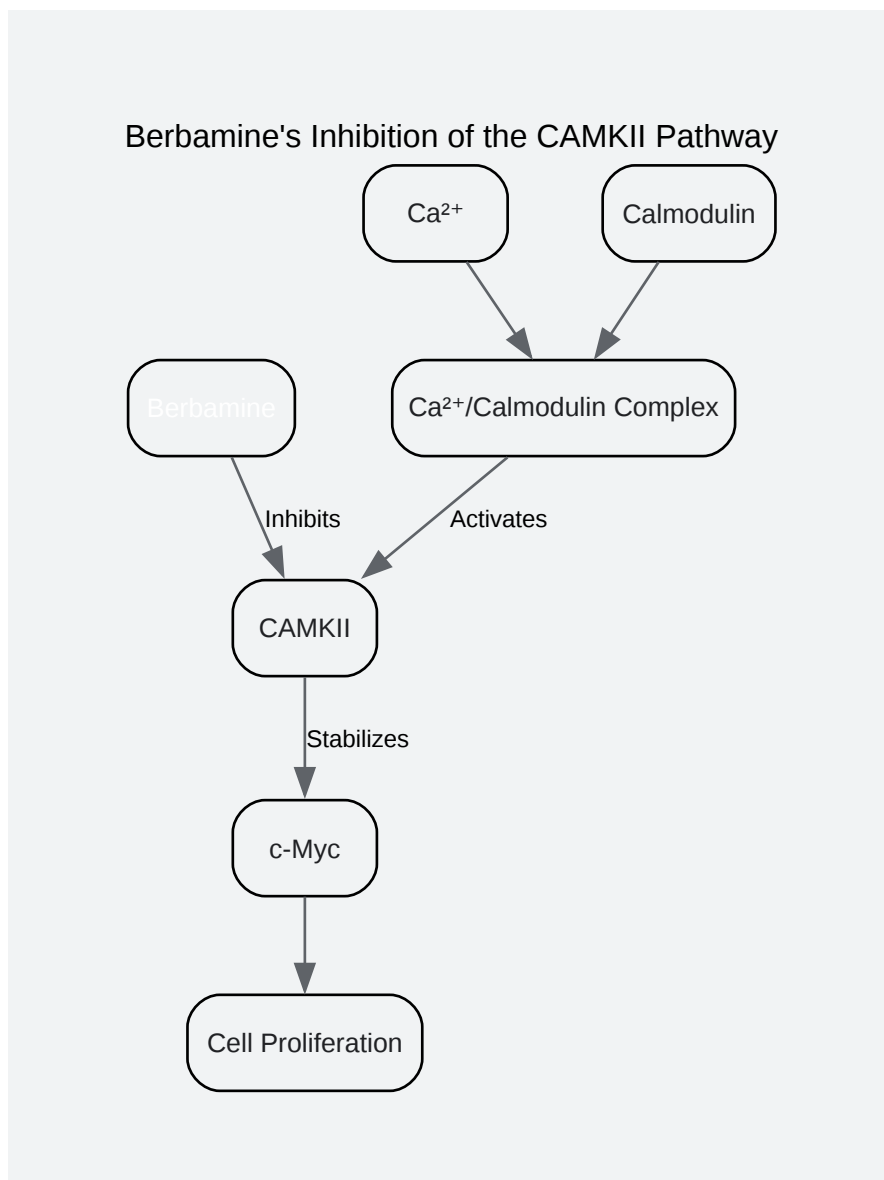 Berbamine's Inhibition of the CAMKII Pathway
Ca²⁺
Calmodulin
Berbamine
Ca²⁺/Calmodulin Complex
Inhibits
Activates
CAMKII
Stabilizes
c-Myc
Cell Proliferation